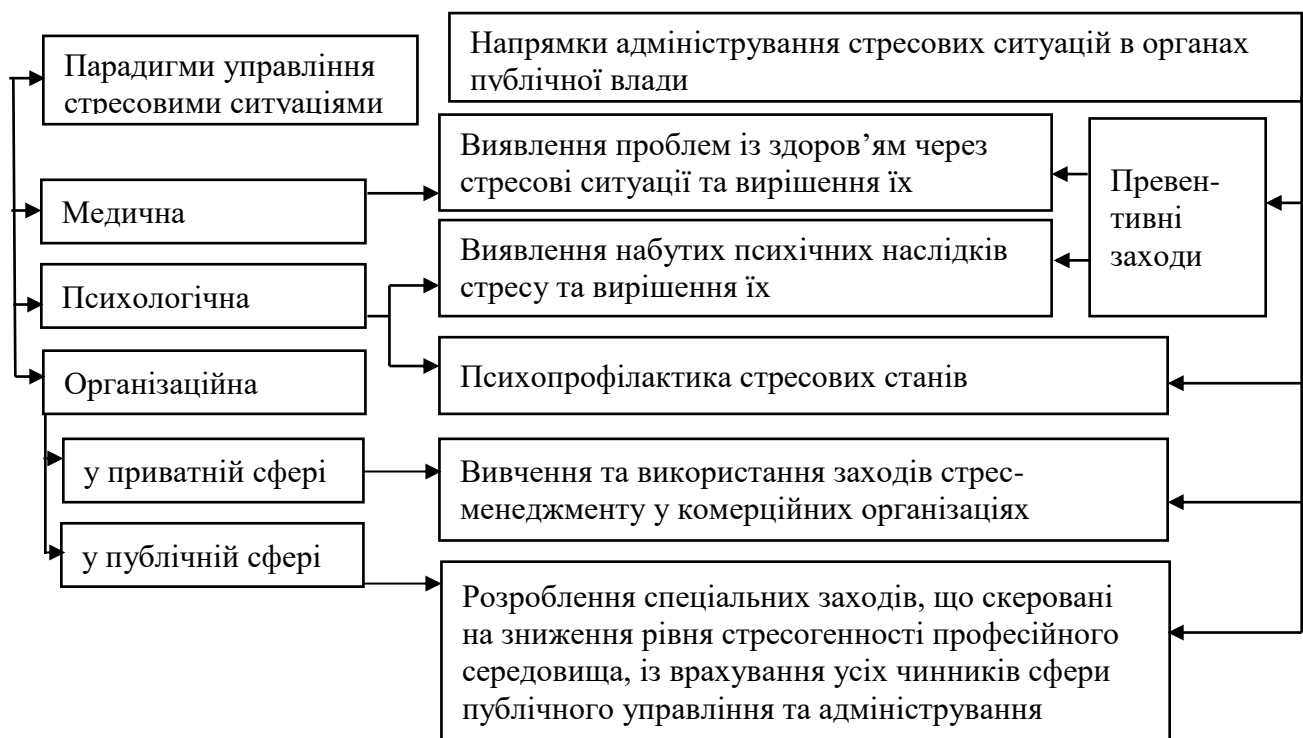 Парадигми управління
стресовими ситуаціями
Напрямки адміністрування стресових ситуацій в органах
публічної влади
Виявлення проблем із здоров’ям через
стресові ситуації та вирішення їх
Превен-
тивні
заходи
Медична
Виявлення набутих психічних наслідків
стресу та вирішення їх
Психологічна
Психопрофілактика стресових станів
Організаційна
у приватній сфері
Вивчення та використання заходів стрес-
менеджменту у комерційних організаціях
у публічній сфері
Розроблення спеціальних заходів, що скеровані
на зниження рівня стресогенності професійного
середовища, із врахування усіх чинників сфери
публічного управління та адміністрування